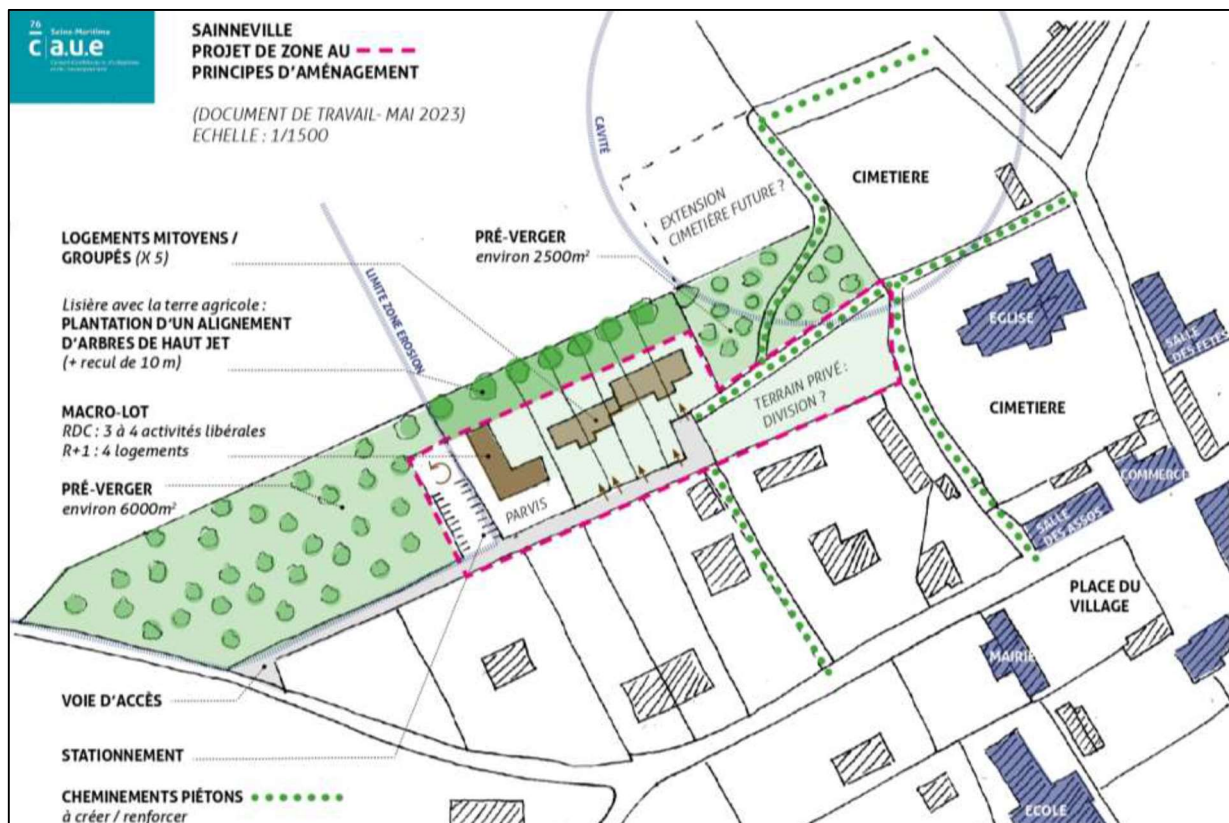 76
Seine-Maritime
c|a.u.e
SAINNEVILLE
PROJET DE ZONE AU
PRINCIPES D'AMÉNAGEMENT
(DOCUMENT DE TRAVAIL- MAI 2023)
ECHELLE : 1/1500
CAVITÉ
CIMETIERE
EXTENSION
CIMETIÈRE FUTURE ?
LOGEMENTS MITOYENS /
GROUPÉS (X 5)
PRÉ-VERGER
environ 2500m²
LIMITE ZONE EROSION
Lisière avec la terre agricole :
PLANTATION D'UN ALIGNEMENT
D'ARBRES DE HAUT JET
(+ recul de 10 m)
EGLISE
SALLE
DES FETES
TERRAIN PRIVÉ :
DIVISION ?
CIMETIERE
MACRO-LOT
RDC : 3 à 4 activités libérales
R+1 : 4 logements
COMMERCE
PRÉ-VERGER
environ 6000m²
PARVIS
SALLE
DES ASSOS
PLACE DU
VILLAGE
MAIRIE
VOIE D'ACCÈS
STATIONNEMENT
CHEMINEMENTS PIÉTONS
à créer / renforcer
ECOLE